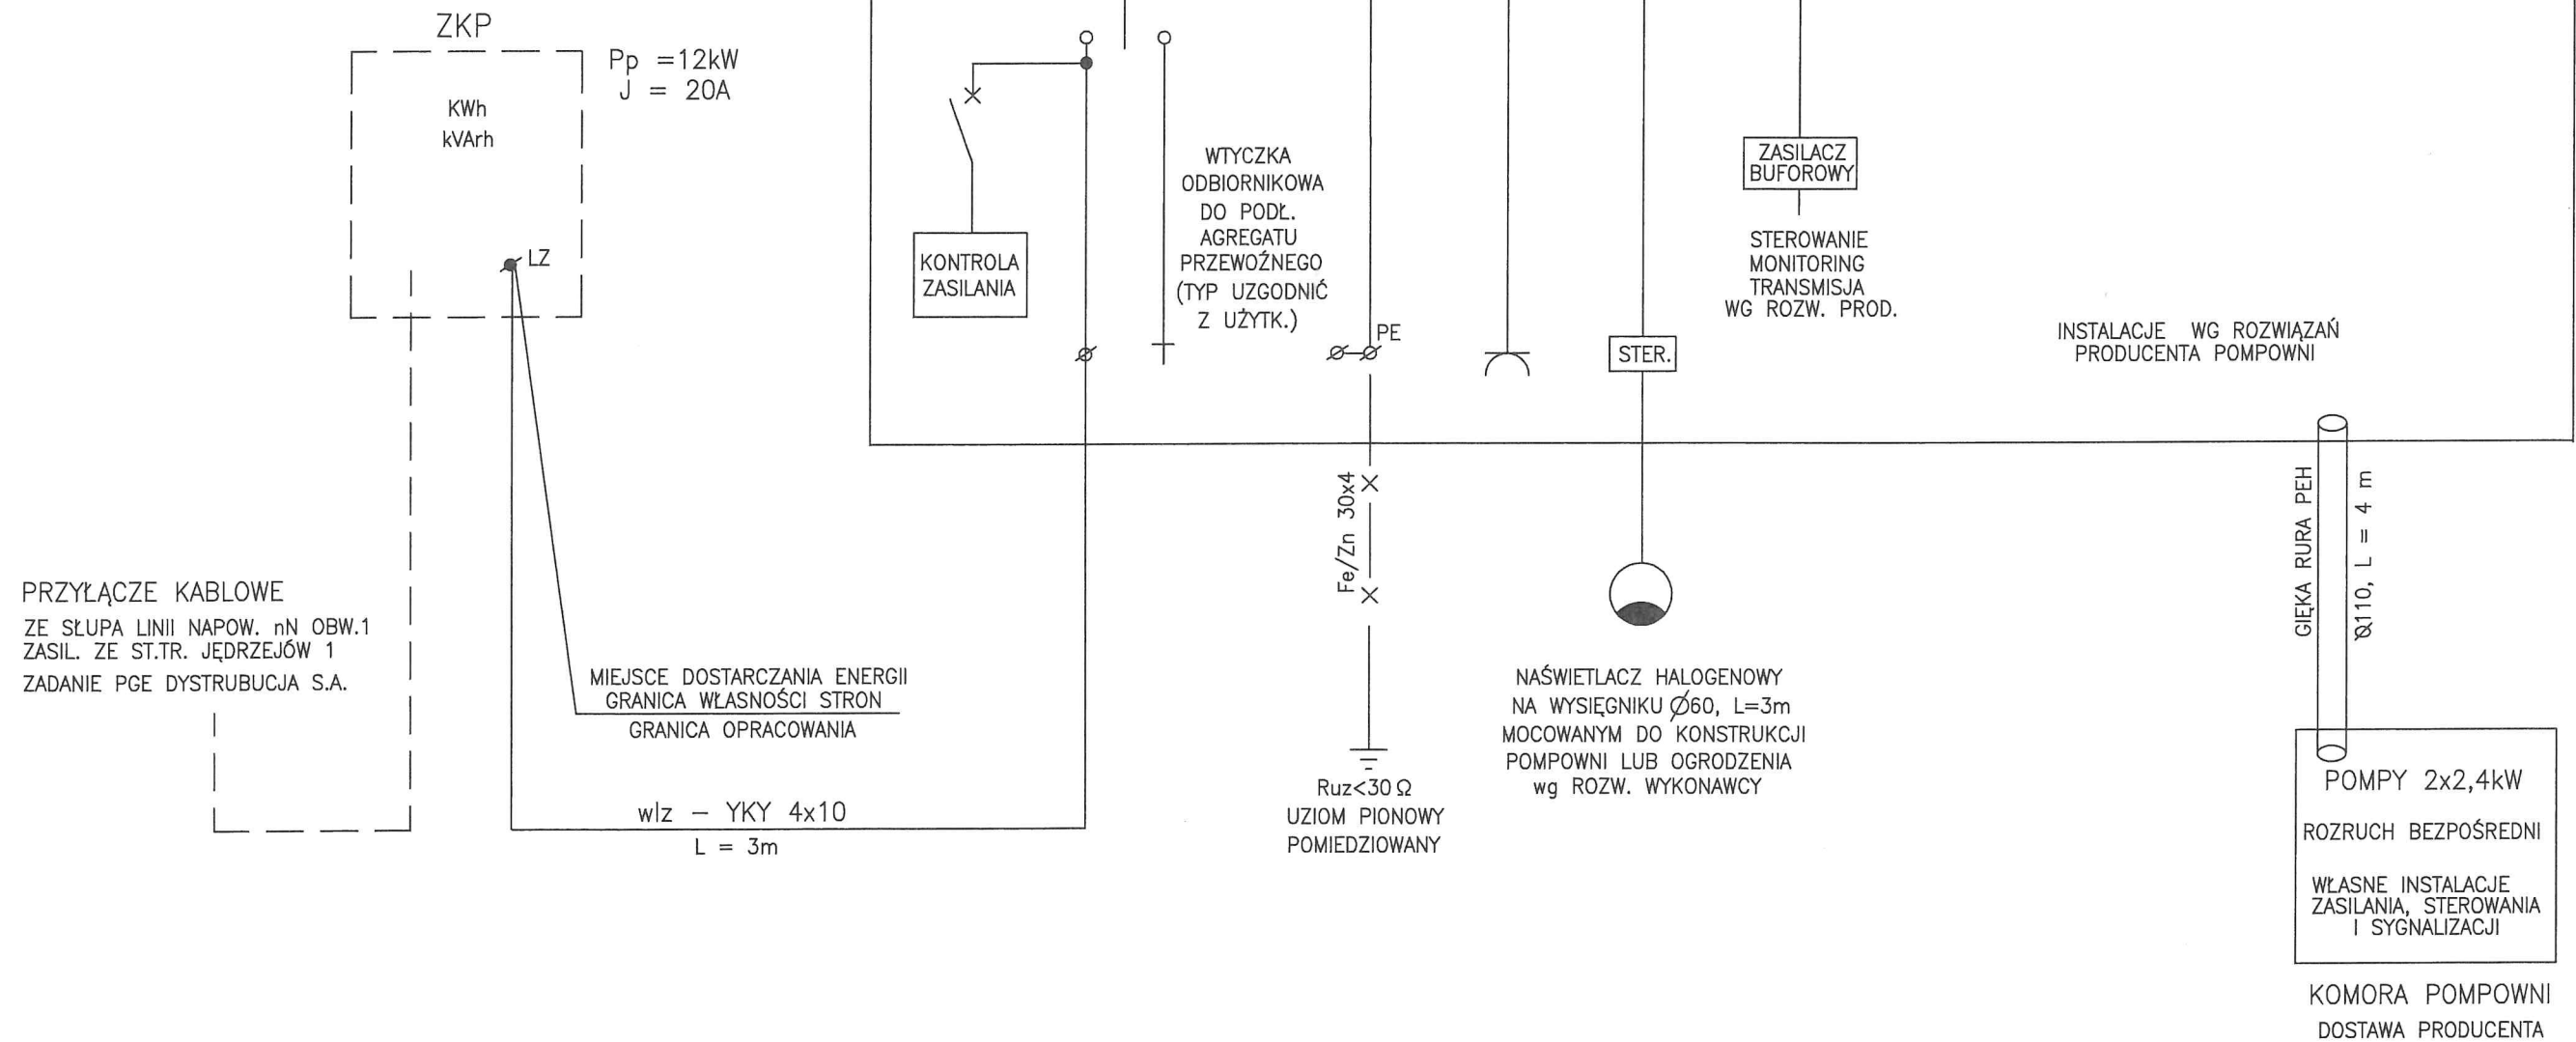 ZKP
Pp =12kW
J = 20A
KWh
kVArh
LZ
KONTROLA
ZASILANIA
WTYCZKA
ODBIORNIKOWA
DO PODŁ.
AGREGATU
PRZEWOŹNEGO
(TYP UZGODNIĆ
Z UŻYTK.)
PE
STER.
ZASILACZ
BUFOROWY
STEROWANIE
MONITORING
TRANSMISJA
WG ROZW. PROD.
INSTALACJE WG ROZWIĄZAŃ
PRODUCENTA POMPOWNI
PRZYŁĄCZE KABLOWE
ZE SŁUPA LINII NAPOW. nN OBW.1
ZASIL. ZE ST.TR. JĘDRZEJÓW 1
ZADANIE PGE DYSTRUBUCJA S.A.
MIEJSCE DOSTARCZANIA ENERGII
GRANICA WŁASNOŚCI STRON
GRANICA OPRACOWANIA
wlz – YKY 4x10
L = 3m
Fe/Zn 30x4
Ruz<30 Ω
UZIOM PIONOWY
POMIEDZIOWANY
NAŚWIETLACZ HALOGENOWY
NA WYSIĘGNIKU Ø60, L=3m
MOCOWANYM DO KONSTRUKCJI
POMPOWNI LUB OGRODZENIA
wg ROZW. WYKONAWCY
GIĘKA RURA PEH
Ø110, L = 4 m
POMPY 2x2,4kW
ROZRUCH BEZPOŚREDNI
WŁASNE INSTALACJE
ZASILANIA, STEROWANIA
I SYGNALIZACJI
KOMORA POMPOWNI
DOSTAWA PRODUCENTA